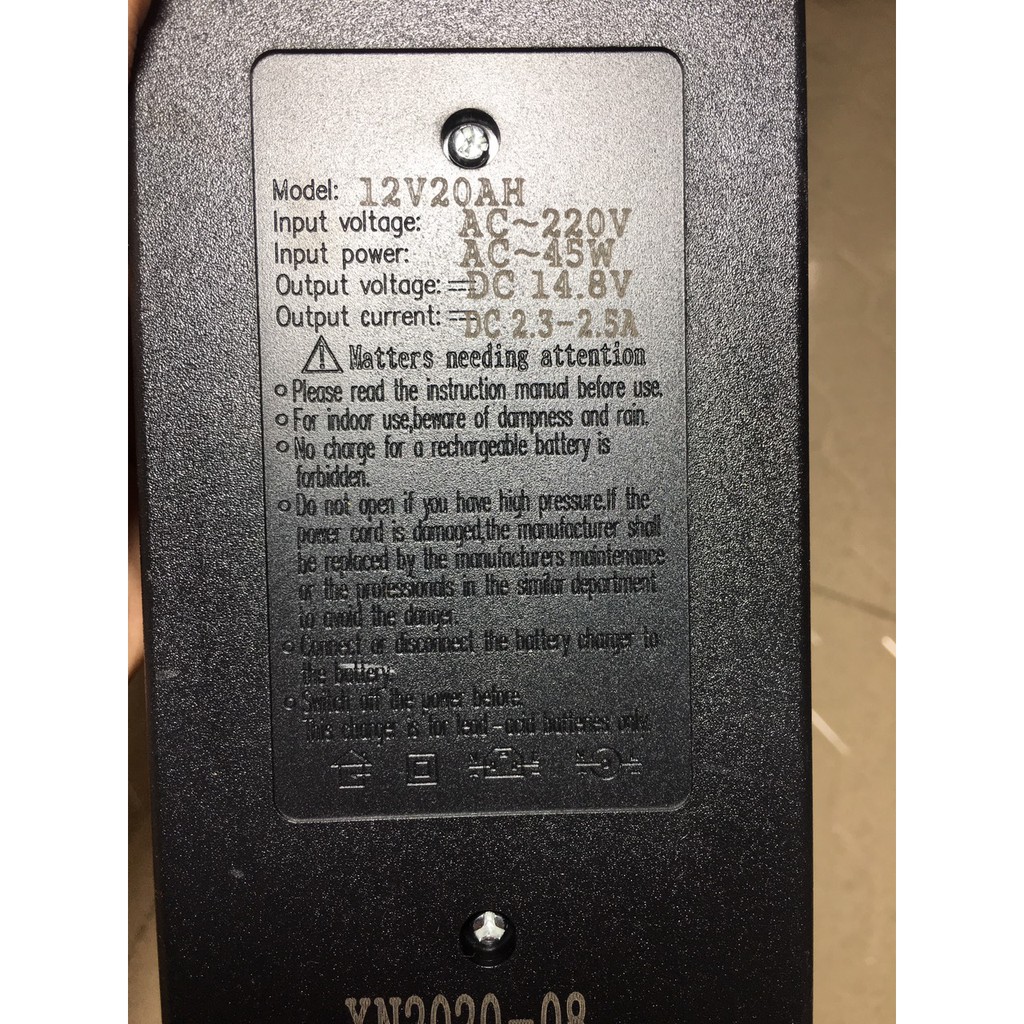 Model: 12V20AH
Input voltage: AC~220V
Input power: AC~45W
Output voltage: ⎓DC 14.8V
Output current: ⎓DC 2.3-2.5A
⚠ Matters needing attention
○ Please read the instruction manual before use.
○ For indoor use,beware of dampness and rain.
○ No charge for a rechargeable battery is
forbidden.
○ Do not open if you have high pressure.If the
power cord is damaged,the manufacturer shall
be replaced by the manufacturers maintenance
or the professionals in the similar department
to avoid the danger.
○ Connect or disconnect the battery charger to
the battery.
○ Switch off the power before.
This charger is for lead-acid batteries only.
XN2020-08